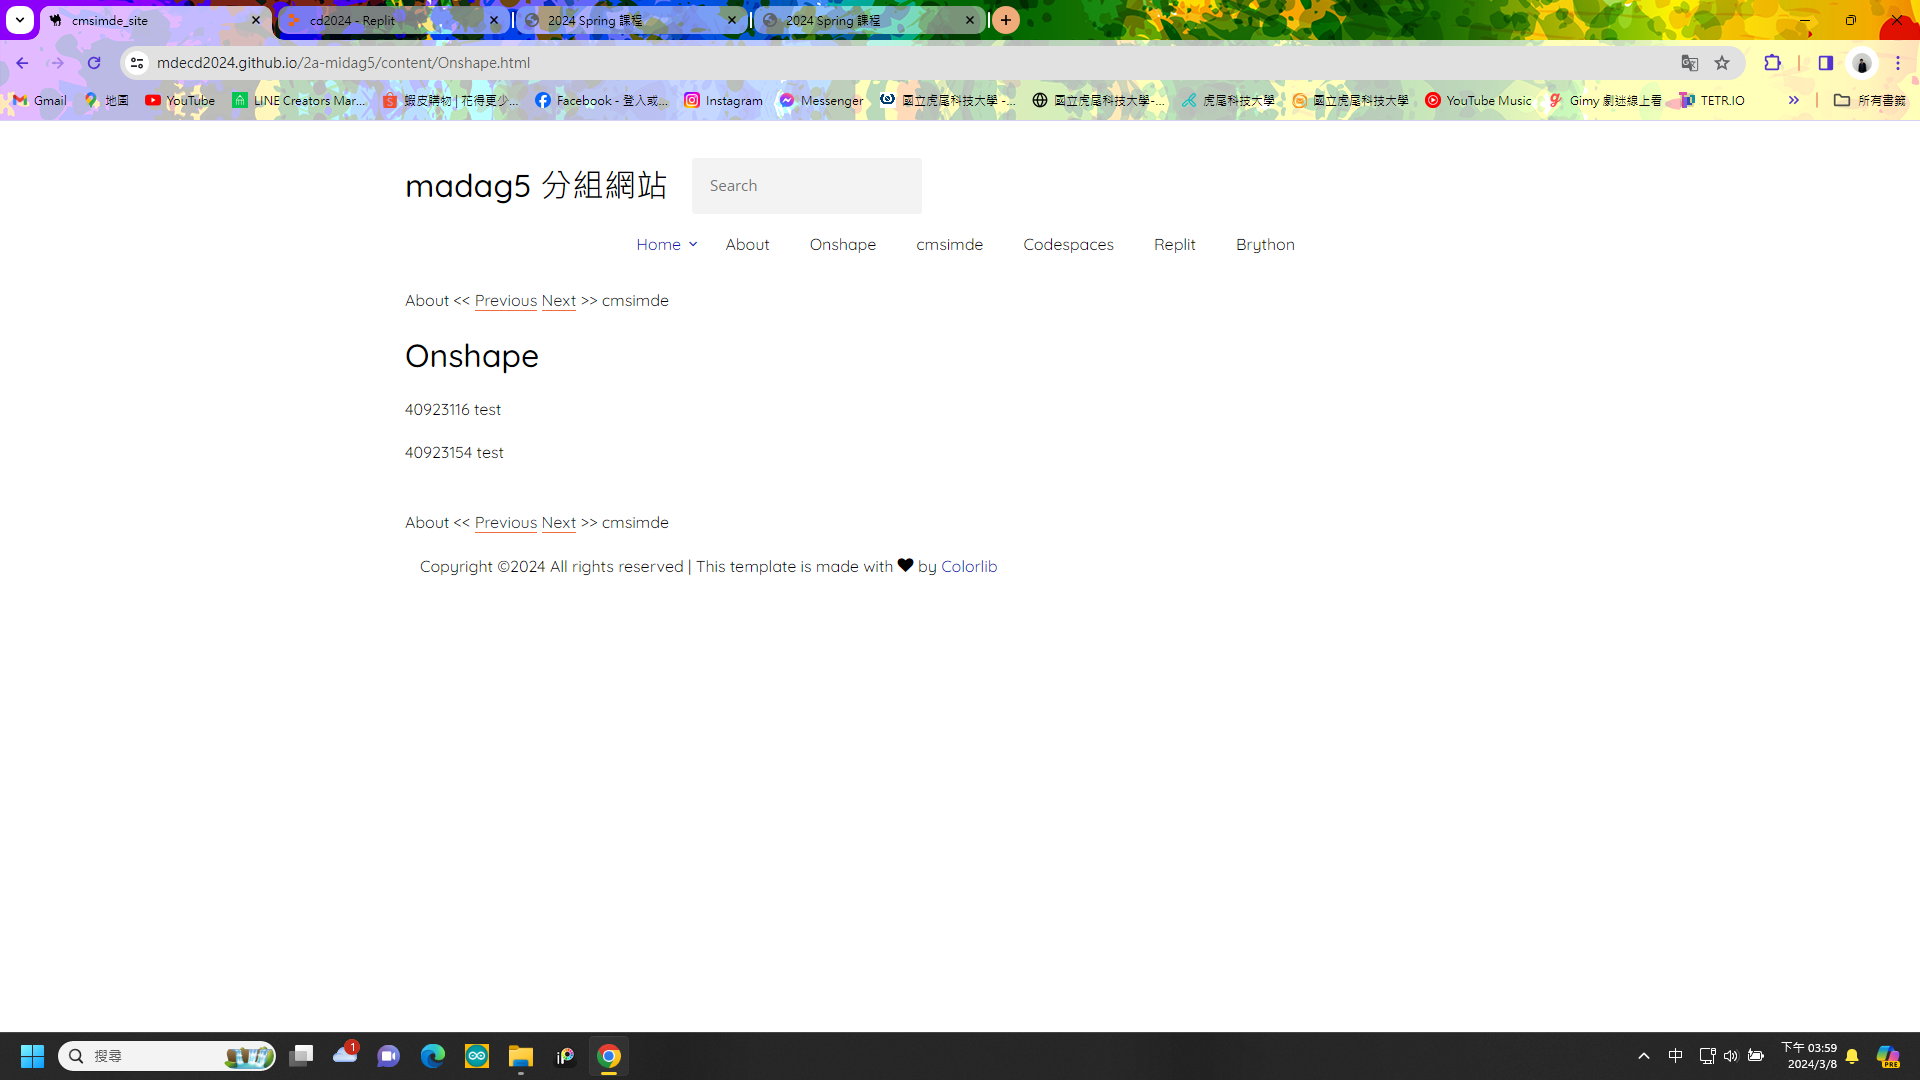 cmsimde_site
cd2024 - Replit
2024 Spring 課程
2024 Spring 課程
mdecd2024.github.io/2a-midag5/content/Onshape.html
Gmail
地圖
YouTube
LINE Creators Mar...
蝦皮購物 | 花得更少...
Facebook - 登入或...
Instagram
Messenger
國立虎尾科技大學 -...
國立虎尾科技大學-...
虎尾科技大學
國立虎尾科技大學
YouTube Music
Gimy 劇迷線上看
TETR.IO
所有書籤
madag5 分組網站
Search
Home
About
Onshape
cmsimde
Codespaces
Replit
Brython
About << Previous Next >> cmsimde
Onshape
40923116 test
40923154 test
About << Previous Next >> cmsimde
Copyright ©2024 All rights reserved | This template is made with ♥ by Colorlib
搜尋
1
iP
中
下午 03:59
2024/3/8
PRE